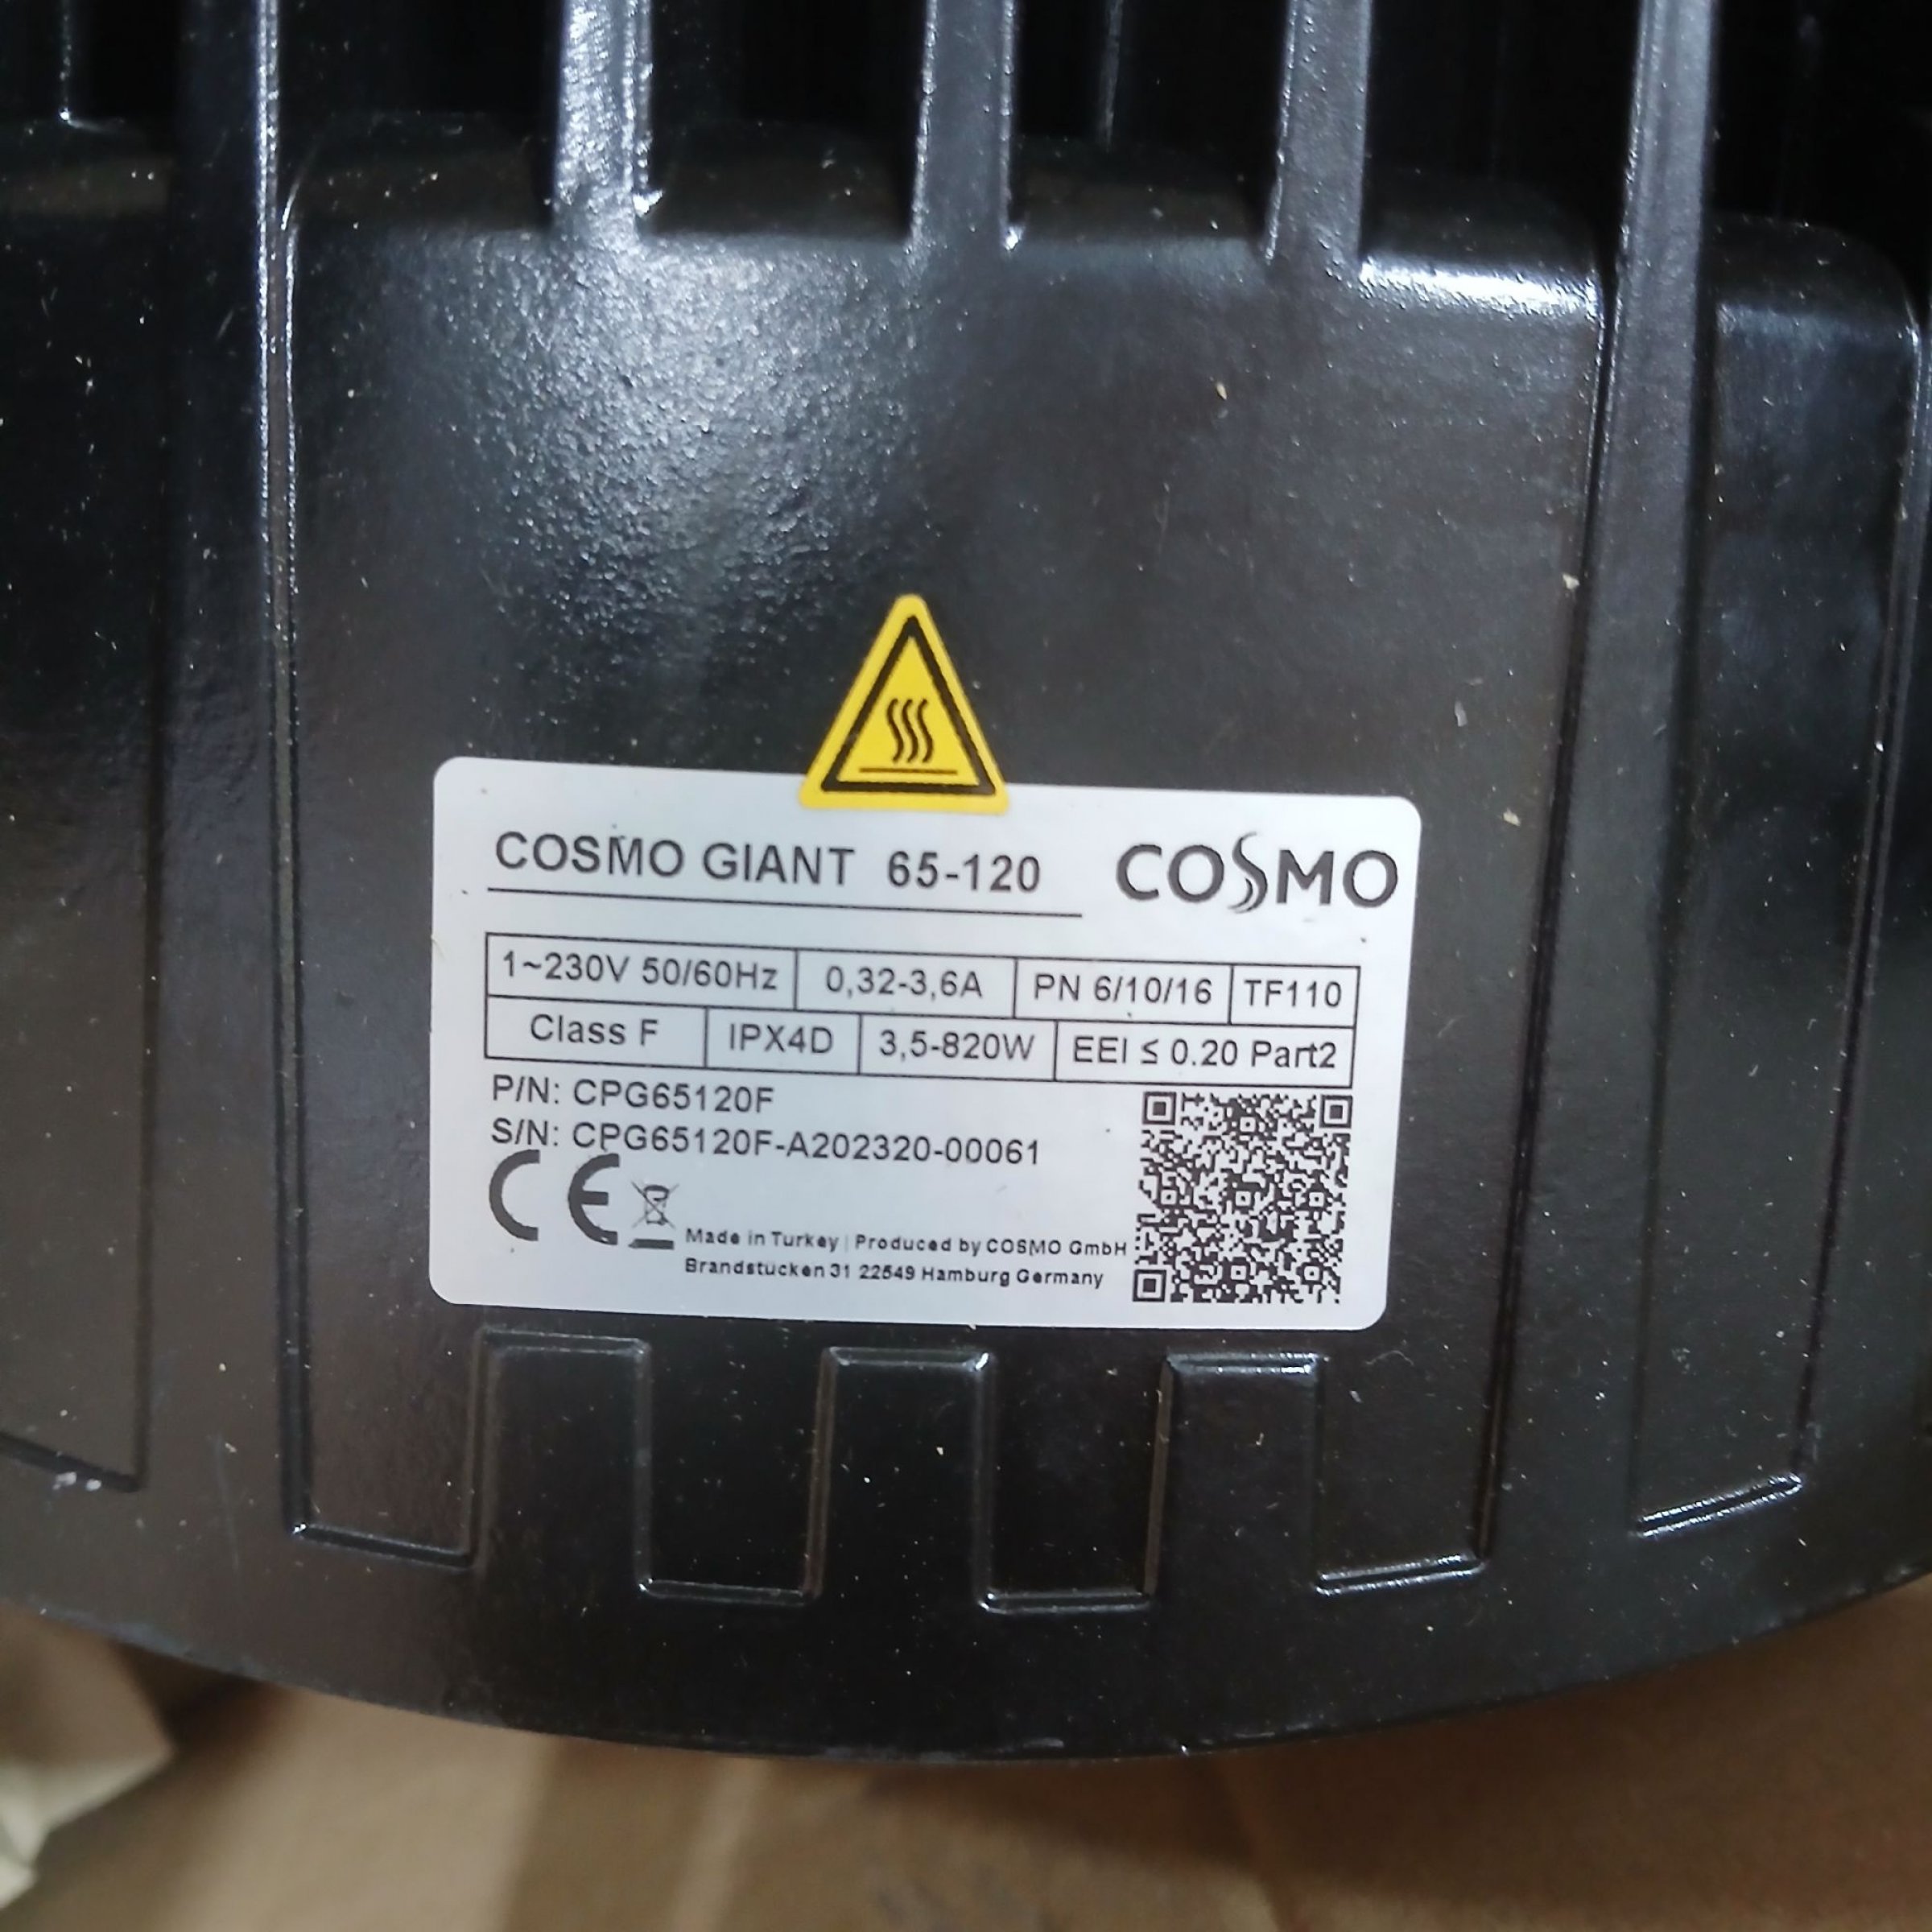 COSMO GIANT 65-120 COSMO
1~230V 50/60Hz 0,32-3,6A PN 6/10/16 TF110
Class F IPX4D 3,5-820W EEI ≤ 0.20 Part2
P/N: CPG65120F
S/N: CPG65120F-A202320-00061
CE Made in Turkey | Produced by COSMO GmbH
Brandstücken 31 22549 Hamburg Germany